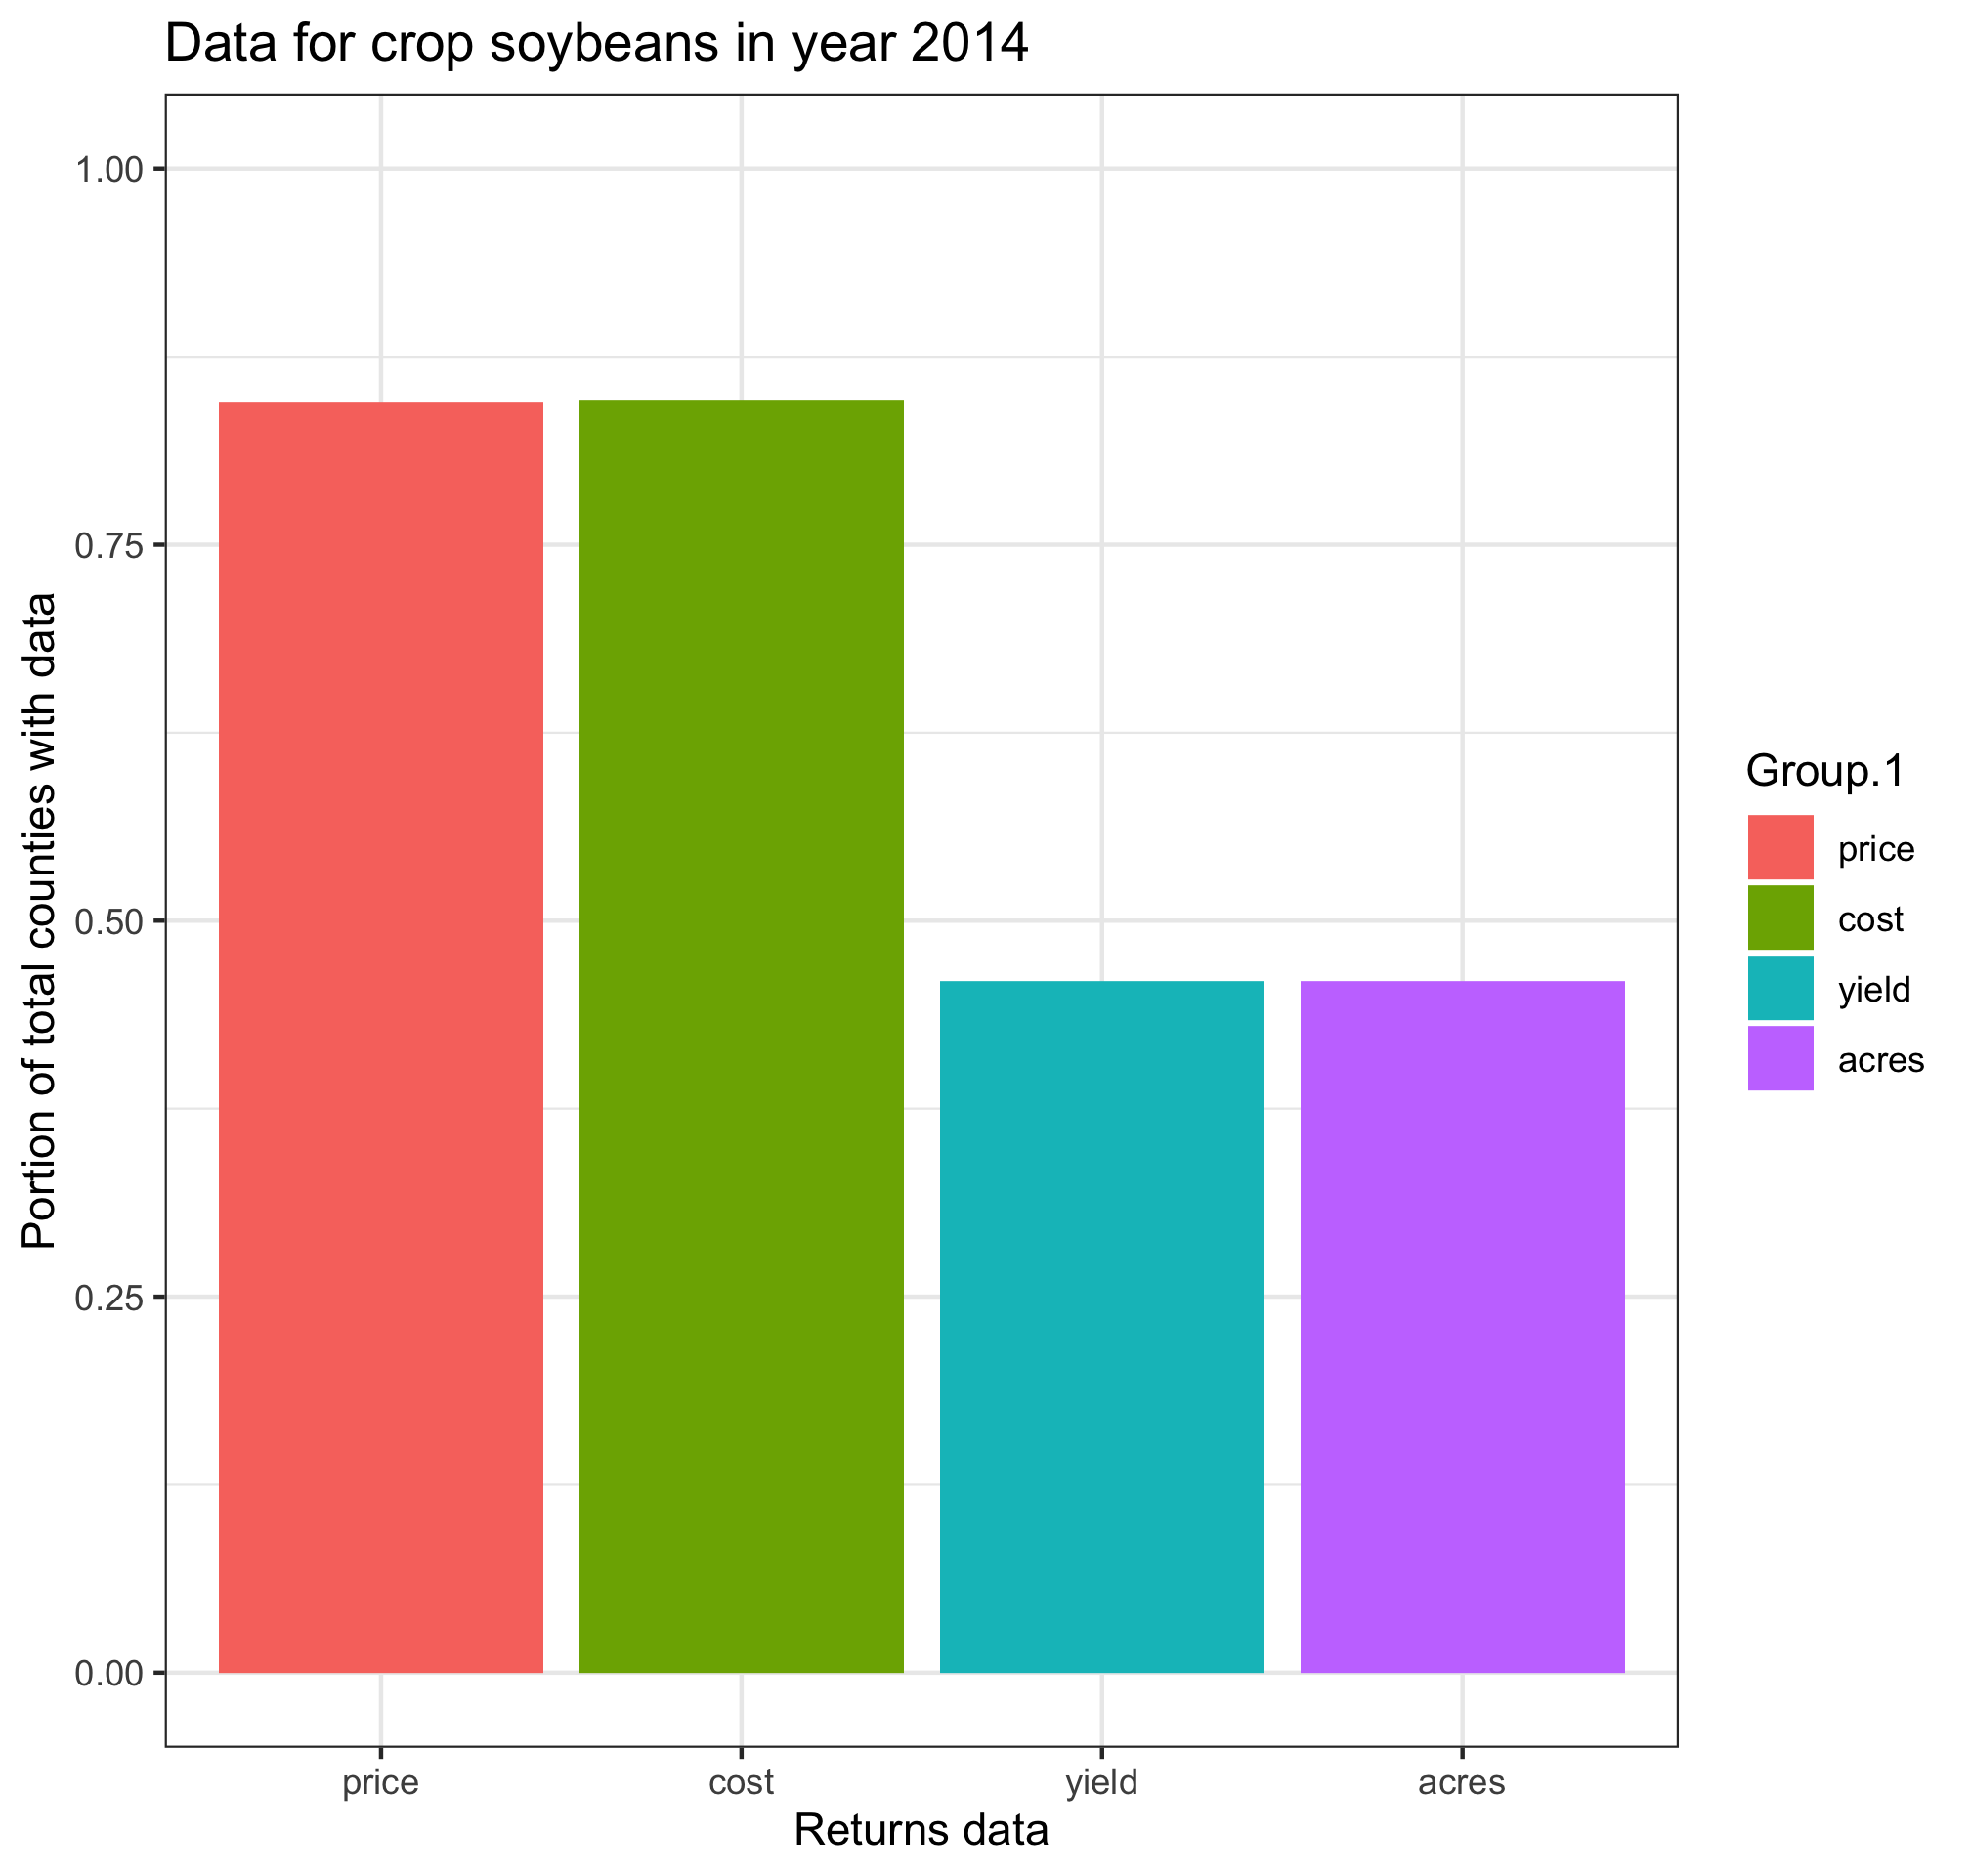 Data for crop soybeans in year 2014
1.00
0.75
0.50
0.25
0.00
Portion of total counties with data
price
cost
yield
acres
Returns data
Group.1
price
cost
yield
acres